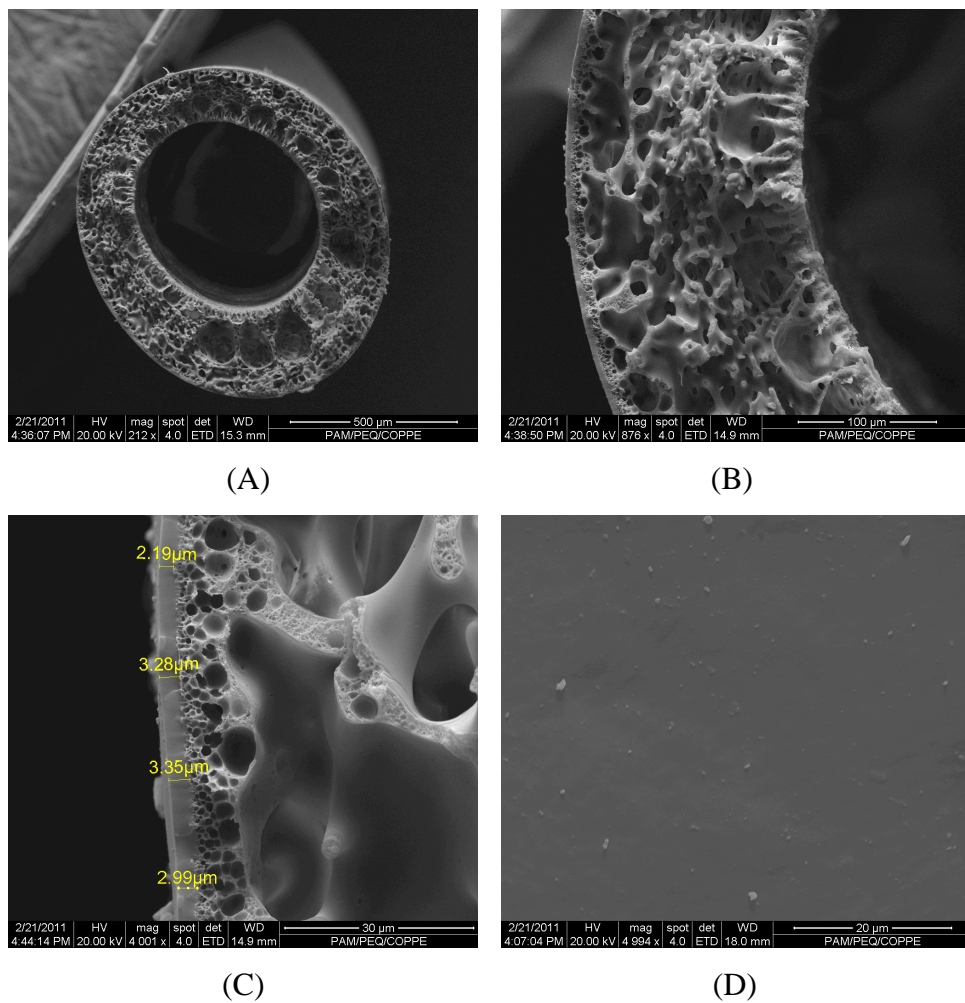 2/21/2011 HV mag spot det WD 500 µm
4:36:07 PM 20.00 kV 212 x 4.0 ETD 15.3 mm PAM/PEQ/COPPE
(A)
2/21/2011 HV mag spot det WD 100 µm
4:38:50 PM 20.00 kV 876 x 4.0 ETD 14.9 mm PAM/PEQ/COPPE
(B)
2.19µm
3.28µm
3.35µm
2.99µm
2/21/2011 HV mag spot det WD 30 µm
4:44:14 PM 20.00 kV 4 001 x 4.0 ETD 14.9 mm PAM/PEQ/COPPE
(C)
2/21/2011 HV mag spot det WD 20 µm
4:07:04 PM 20.00 kV 4 994 x 4.0 ETD 18.0 mm PAM/PEQ/COPPE
(D)